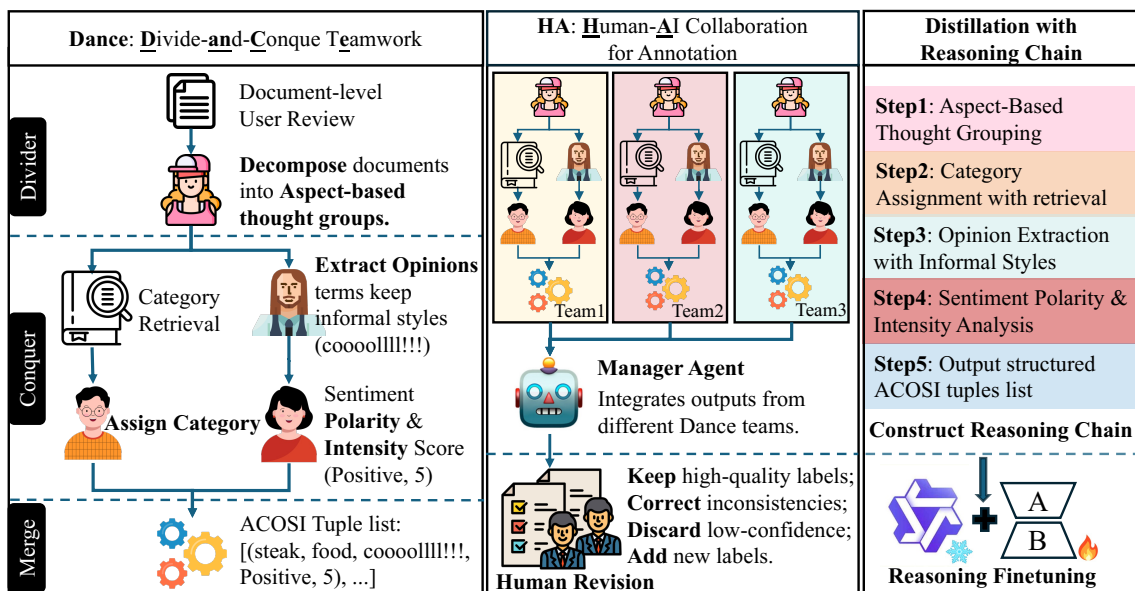 Dance: Divide-and-Conque Teamwork
Divider
Document-level
User Review
Decompose documents
into Aspect-based
thought groups.
Conquer
Category
Retrieval
Extract Opinions
terms keep
informal styles
(coooollll!!!)
Assign Category
Sentiment
Polarity &
Intensity Score
(Positive, 5)
Merge
ACOSI Tuple list:
[(steak, food, coooollll!!!,
Positive, 5), ...]
HA: Human-AI Collaboration
for Annotation
Team1
Team2
Team3
Manager Agent
Integrates outputs from
different Dance teams.
Keep high-quality labels;
Correct inconsistencies;
Discard low-confidence;
Add new labels.
Human Revision
Distillation with
Reasoning Chain
Step1: Aspect-Based
Thought Grouping
Step2: Category
Assignment with retrieval
Step3: Opinion Extraction
with Informal Styles
Step4: Sentiment Polarity &
Intensity Analysis
Step5: Output structured
ACOSI tuples list
Construct Reasoning Chain
A
B
Reasoning Finetuning